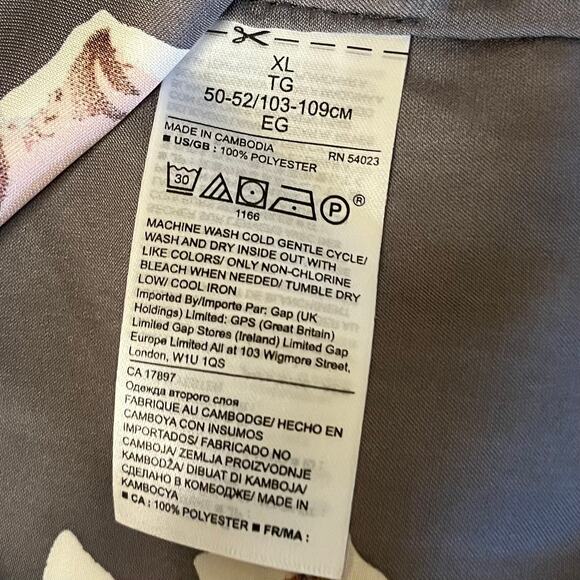 XL
TG
50-52/103-109CM
EG
MADE IN CAMBODIA RN 54023
■ US/GB : 100% POLYESTER
30 P ®
1166
MACHINE WASH COLD GENTLE CYCLE/
WASH AND DRY INSIDE OUT WITH
LIKE COLORS/ ONLY NON-CHLORINE
BLEACH WHEN NEEDED/ TUMBLE DRY
LOW/ COOL IRON
Imported By/Importe Par: Gap (UK
Holdings) Limited: GPS (Great Britain)
Limited Gap Stores (Ireland) Limited Gap
Europe Limited All at 103 Wigmore Street,
London, W1U 1QS
CA 17897
Одежда второго слоя
FABRIQUE AU CAMBODGE/ HECHO EN
CAMBOYA CON INSUMOS
IMPORTADOS/ FABRICADO NO
CAMBOJA/ ZEMLJA PROIZVODNJE
KAMBODŽA/ DIBUAT DI KAMBOJA/
СДЕЛАНО В КОМБОДЖЕ/ MADE IN
KAMBOCYA
■ CA : 100% POLYESTER ■ FR/MA :